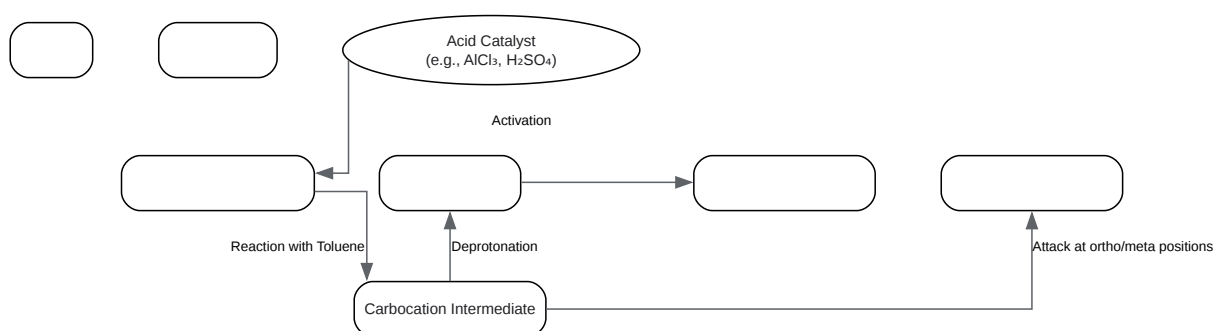 Acid Catalyst
(e.g., AlCl₃, H₂SO₄)
Activation
Reaction with Toluene
Deprotonation
Attack at ortho/meta positions
Carbocation Intermediate